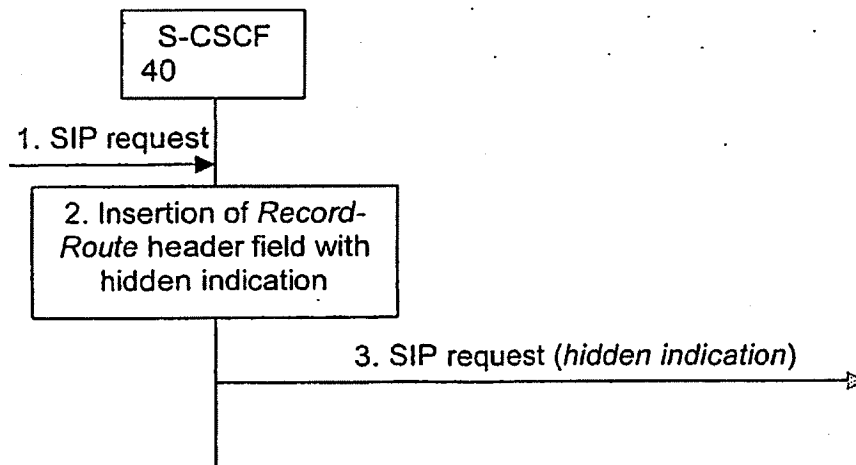 S-CSCF
40
1. SIP request
2. Insertion of Record-
Route header field with
hidden indication
3. SIP request (hidden indication)